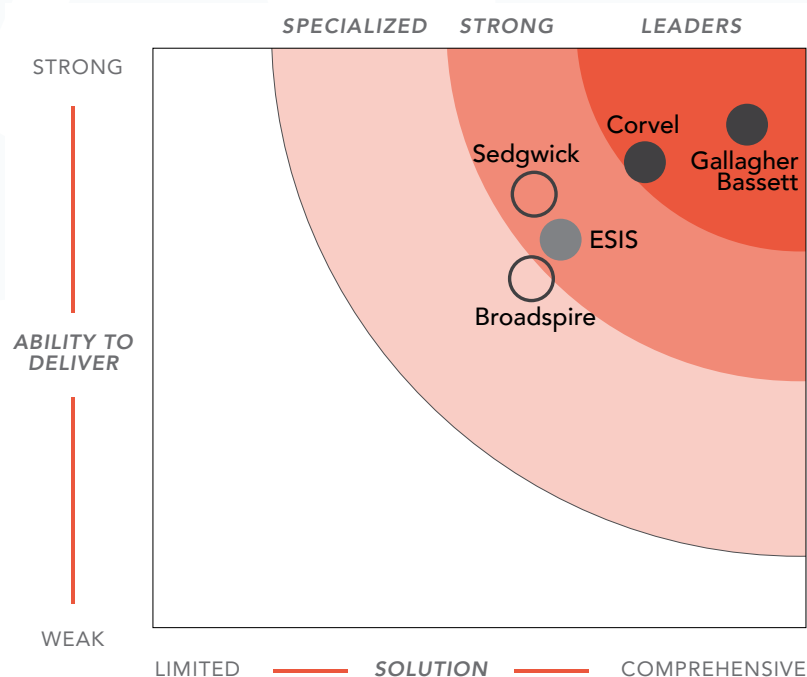 SPECIALIZED STRONG LEADERS
STRONG
Corvel
Gallagher
Bassett
Sedgwick
ESIS
Broadspire
ABILITY TO
DELIVER
WEAK
LIMITED SOLUTION COMPREHENSIVE